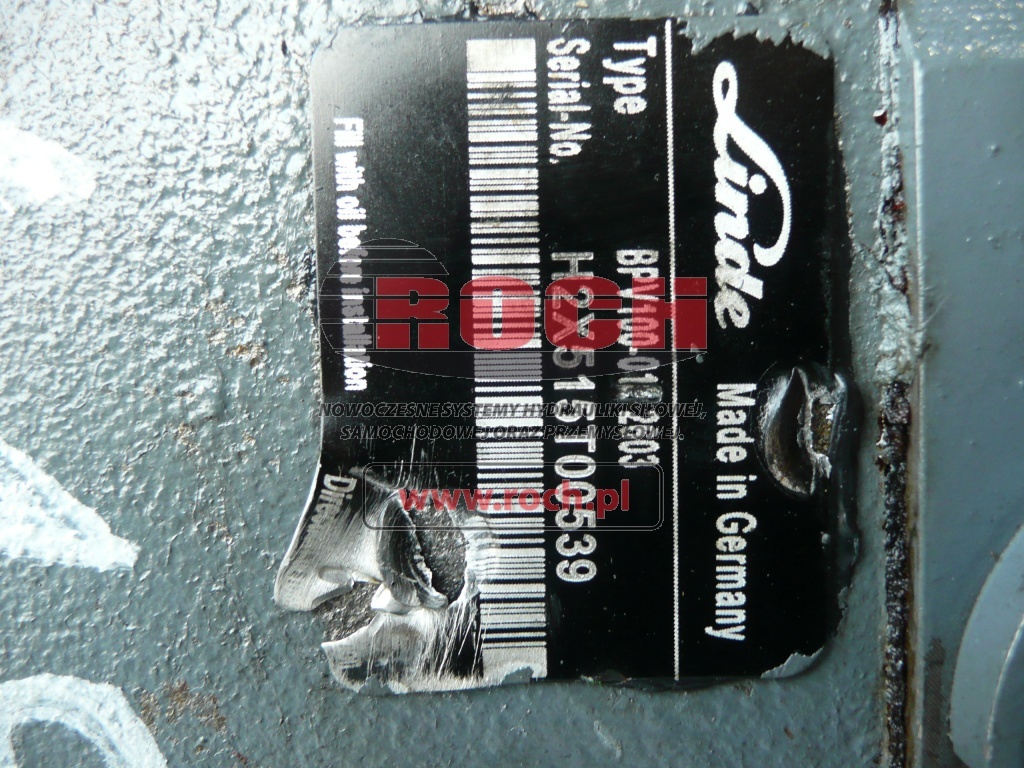 Linde Made in Germany
Type
Serial-No. H2X515T00539
Fill with oil before installation
ROCH
NOWOCZESNE SYSTEMY HYDRAULIKI SIŁOWEJ,
SAMOCHODOWEJ ORAZ PRZEMYSŁOWEJ.
www.roch.pl